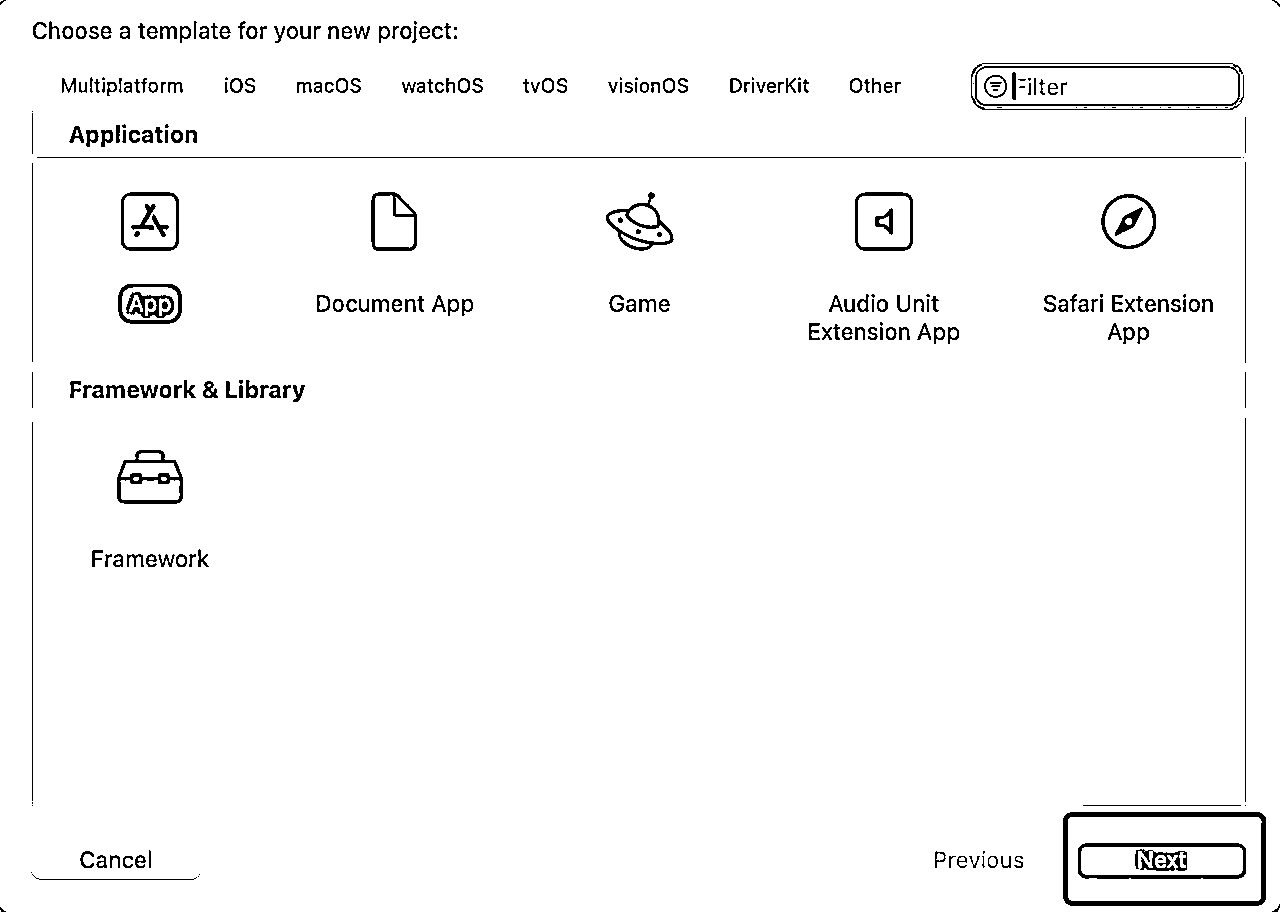 Choose a template for your new project:
Multiplatform iOS macOS watchOS tvOS visionOS DriverKit Other Filter
Application
App Document App Game Audio Unit Extension App Safari Extension App
Framework & Library
Framework
Cancel Previous Next